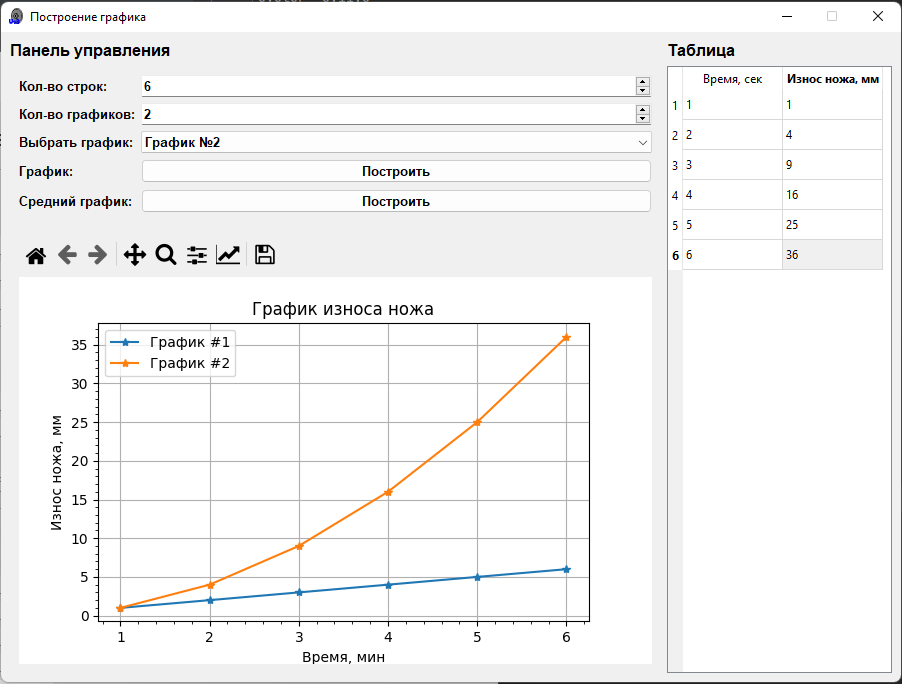 Построение графика
Панель управления
Кол-во строк: 6
Кол-во графиков: 2
Выбрать график: График №2
График: Построить
Средний график: Построить
График износа ножа
График #1
График #2
Износ ножа, мм
35
30
25
20
15
10
5
0
1 2 3 4 5 6
Время, мин
Таблица
Время, сек Износ ножа, мм
1 1 1
2 2 4
3 3 9
4 4 16
5 5 25
6 6 36